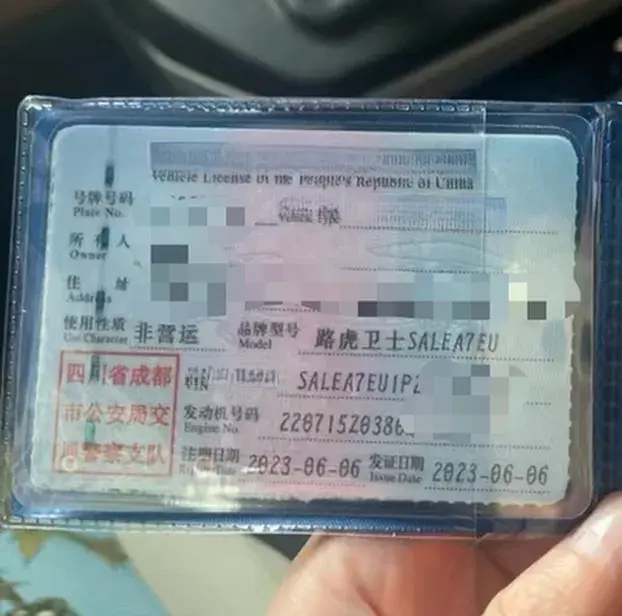 Vehicle License of the People's Republic of China
号牌号码
Plate No.
所有人
Owner
住 址
Address
使用性质 非营运 品牌型号 路虎卫士SALEA7EU
Use Character Model
四川省成都
市公安局交
通警察支队
VIN SALEA7EU1P
发动机号码 220715Z0386
Engine No.
注册日期 2023-06-06 发证日期 2023-06-06
Register Date Issue Date